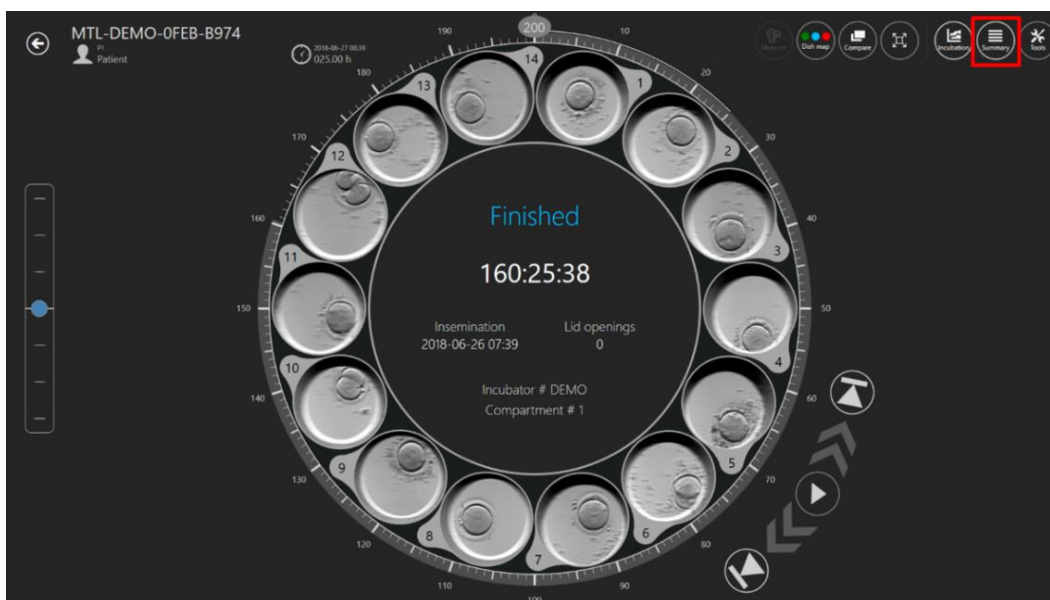 MTL-DEMO-0FEB-B974
P1
Patient
2018-06-27 08:39
025.00 h
Measure
Dish map
Compare
Incubation
Summary
Tools
200
10
20
30
40
50
60
70
80
90
100
110
120
130
140
150
160
170
180
190
1
2
3
4
5
6
7
8
9
10
11
12
13
14
Finished
160:25:38
Insemination Lid openings
2018-06-26 07:39 0
Incubator # DEMO
Compartment # 1